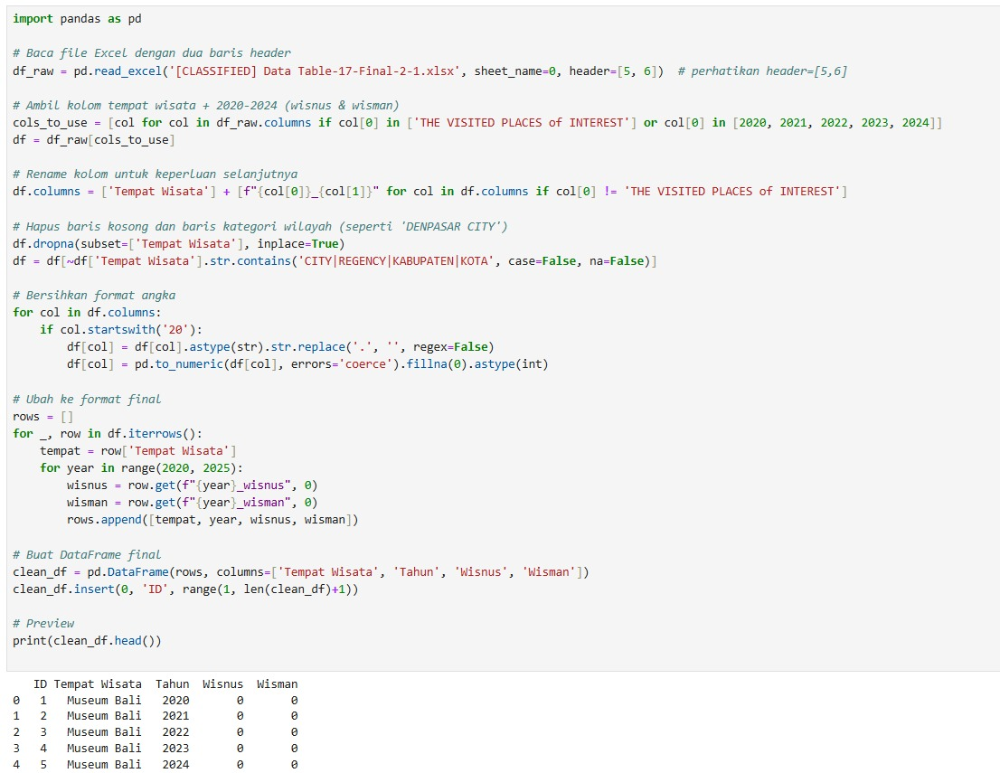 import pandas as pd
# Baca file Excel dengan dua baris header
df_raw = pd.read_excel('[CLASSIFIED] Data Table-17-Final-2-1.xlsx', sheet_name=0, header=[5, 6])  # perhatikan header=[5,6]
# Ambil kolom tempat wisata + 2020-2024 (wisnus & wisman)
cols_to_use = [col for col in df_raw.columns if col[0] in ['THE VISITED PLACES of INTEREST'] or col[0] in [2020, 2021, 2022, 2023, 2024]]
df = df_raw[cols_to_use]
# Rename kolom untuk keperluan selanjutnya
df.columns = ['Tempat Wisata'] + [f"{col[0]}_{col[1]}" for col in df.columns if col[0] != 'THE VISITED PLACES of INTEREST']
# Hapus baris kosong dan baris kategori wilayah (seperti 'DENPASAR CITY')
df.dropna(subset=['Tempat Wisata'], inplace=True)
df = df[~df['Tempat Wisata'].str.contains('CITY|REGENCY|KABUPATEN|KOTA', case=False, na=False)]
# Bersihkan format angka
for col in df.columns:
    if col.startswith('20'):
        df[col] = df[col].astype(str).str.replace('.', '', regex=False)
        df[col] = pd.to_numeric(df[col], errors='coerce').fillna(0).astype(int)
# Ubah ke format final
rows = []
for _, row in df.iterrows():
    tempat = row['Tempat Wisata']
    for year in range(2020, 2025):
        wisnus = row.get(f"{year}_wisnus", 0)
        wisman = row.get(f"{year}_wisman", 0)
        rows.append([tempat, year, wisnus, wisman])
# Buat DataFrame final
clean_df = pd.DataFrame(rows, columns=['Tempat Wisata', 'Tahun', 'Wisnus', 'Wisman'])
clean_df.insert(0, 'ID', range(1, len(clean_df)+1))
# Preview
print(clean_df.head())
   ID Tempat Wisata  Tahun  Wisnus  Wisman
0   1   Museum Bali   2020       0       0
1   2   Museum Bali   2021       0       0
2   3   Museum Bali   2022       0       0
3   4   Museum Bali   2023       0       0
4   5   Museum Bali   2024       0       0